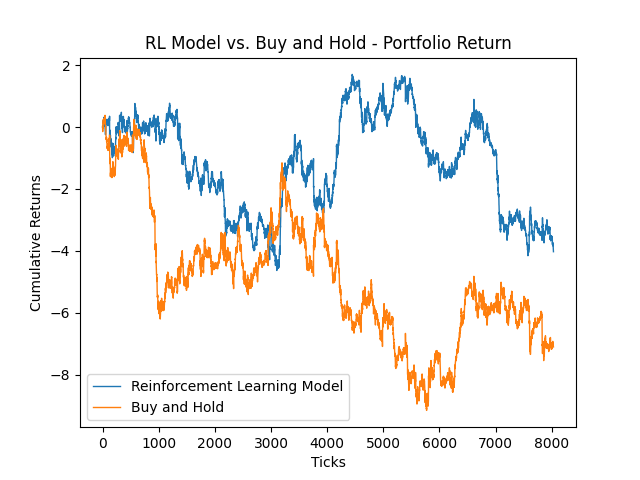 RL Model vs. Buy and Hold - Portfolio Return
2
0
−2
−4
−6
−8
Cumulative Returns
Reinforcement Learning Model
Buy and Hold
0 1000 2000 3000 4000 5000 6000 7000 8000
Ticks